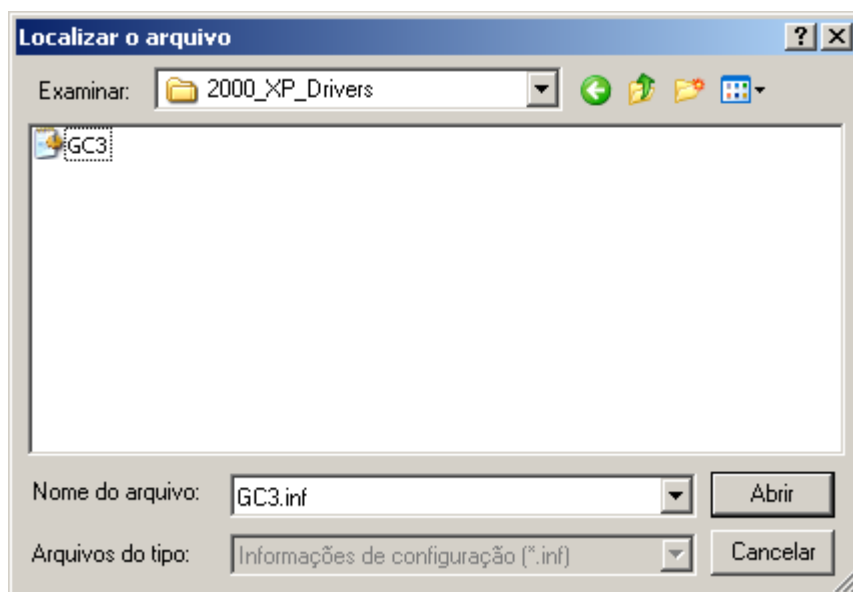 Localizar o arquivo
Examinar: 2000_XP_Drivers
GC3
Nome do arquivo: GC3.inf Abrir
Arquivos do tipo: Informações de configuração (*.inf) Cancelar